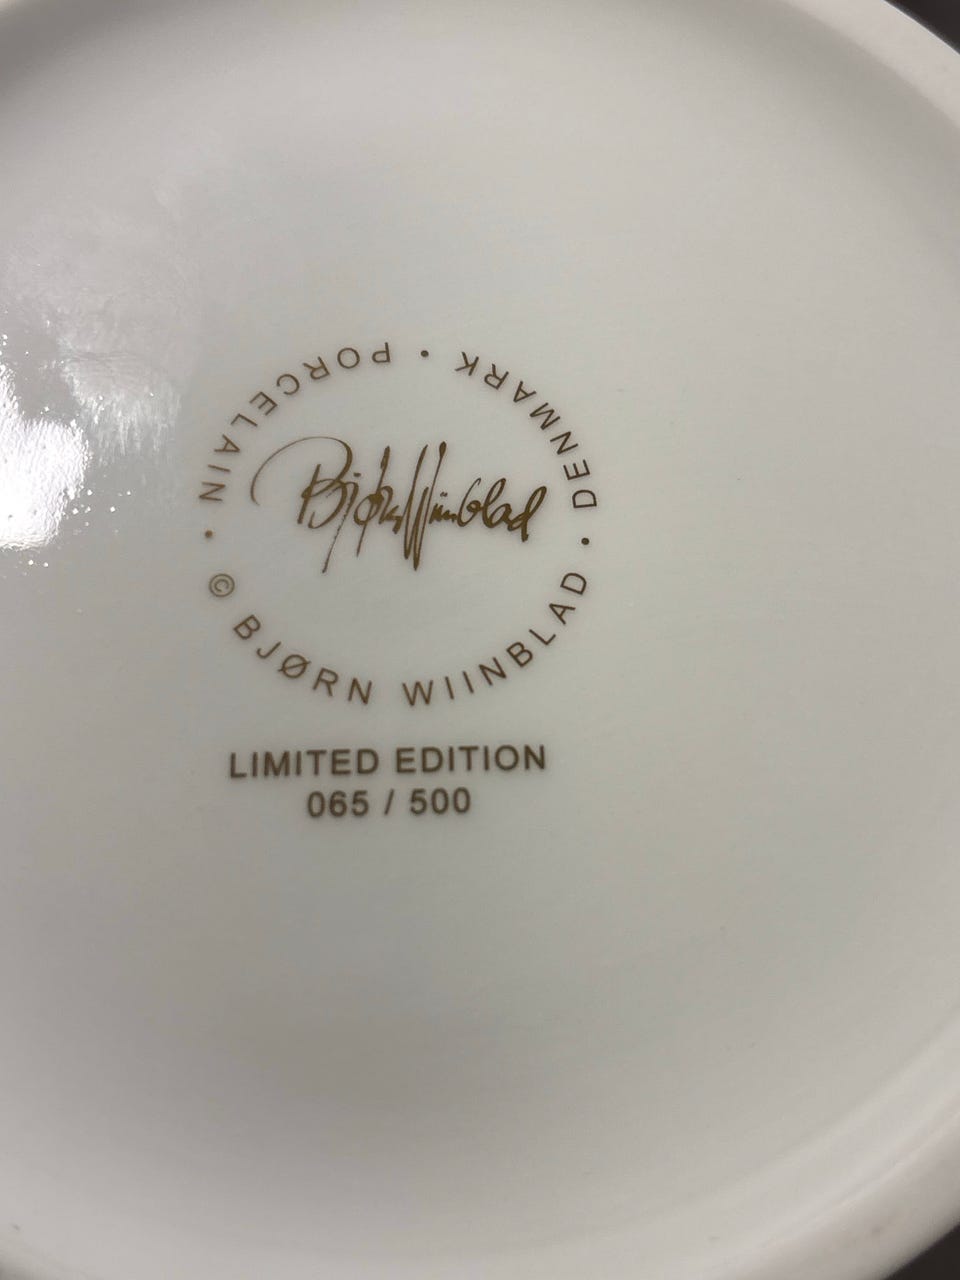 © BJØRN WIINBLAD • DENMARK • PORCELAIN •
Bjørn Wiinblad
LIMITED EDITION
065 / 500